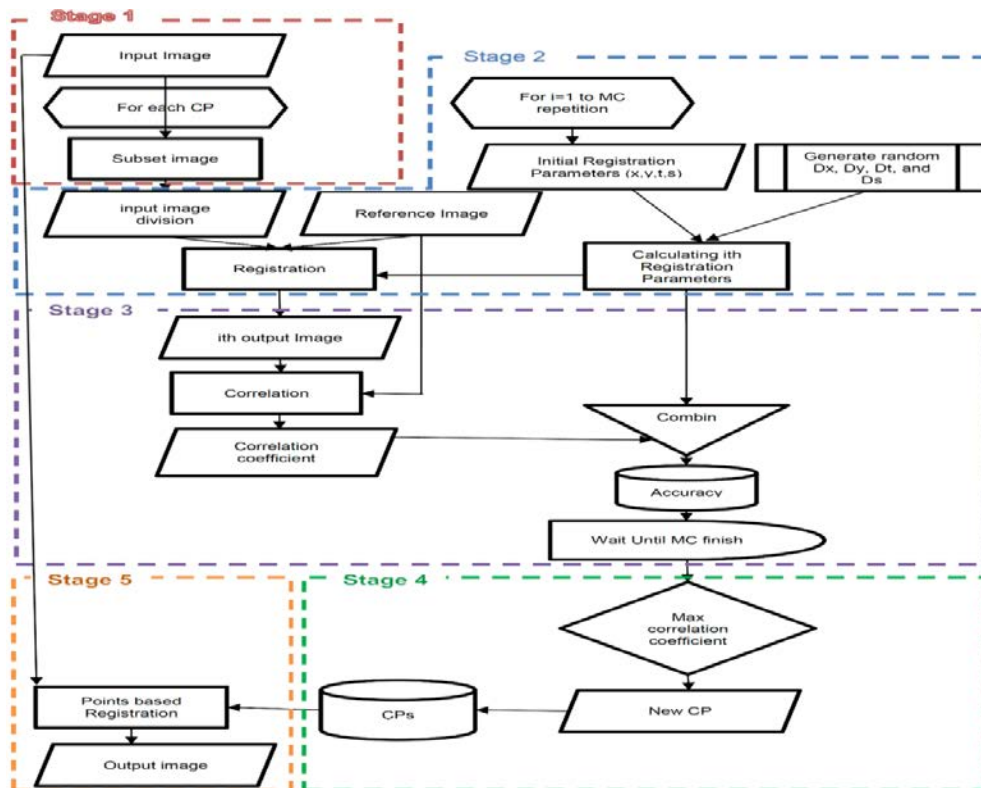 Stage 1
Input Image
For each CP
Subset image
Stage 2
For i=1 to MC
repetition
Initial Registration
Parameters (x,y,t,s)
Generate random
Dx, Dy, Dt, and
Ds
input image
division
Reference Image
Registration
Calculating ith
Registration
Parameters
Stage 3
ith output Image
Correlation
Correlation
coefficient
Combin
Accuracy
Wait Until MC finish
Stage 4
Max
correlation
coefficient
New CP
CPs
Stage 5
Points based
Registration
Output image